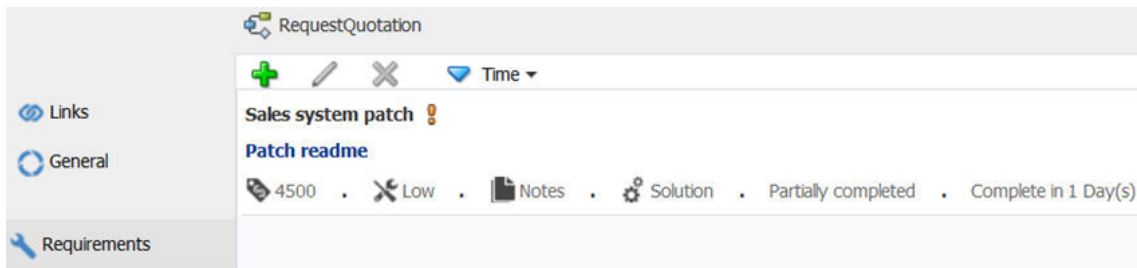 RequestQuotation
Time
Links
Sales system patch
General
Patch readme
4500 . Low . Notes . Solution . Partially completed . Complete in 1 Day(s)
Requirements